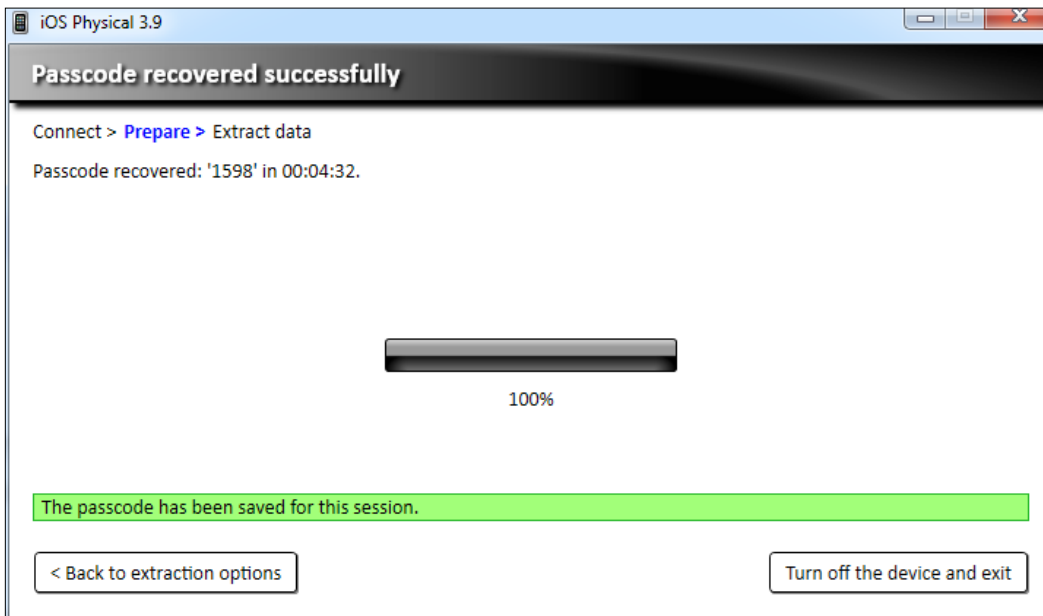 iOS Physical 3.9
Passcode recovered successfully
Connect > Prepare > Extract data
Passcode recovered: '1598' in 00:04:32.
100%
The passcode has been saved for this session.
< Back to extraction options
Turn off the device and exit